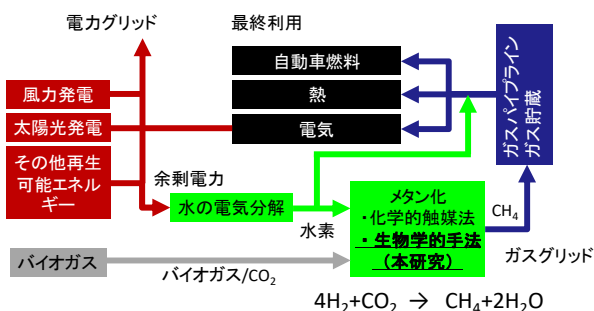 電力グリッド
最終利用
自動車燃料
熱
電気
風力発電
太陽光発電
その他再生
可能エネル
ギー
余剰電力
水の電気分解
水素
メタン化
・化学的触媒法
・生物学的手法
（本研究）
CH₄
ガスパイプライン
ガス貯蔵
ガスグリッド
バイオガス
バイオガス/CO₂
4H₂+CO₂ → CH₄+2H₂O